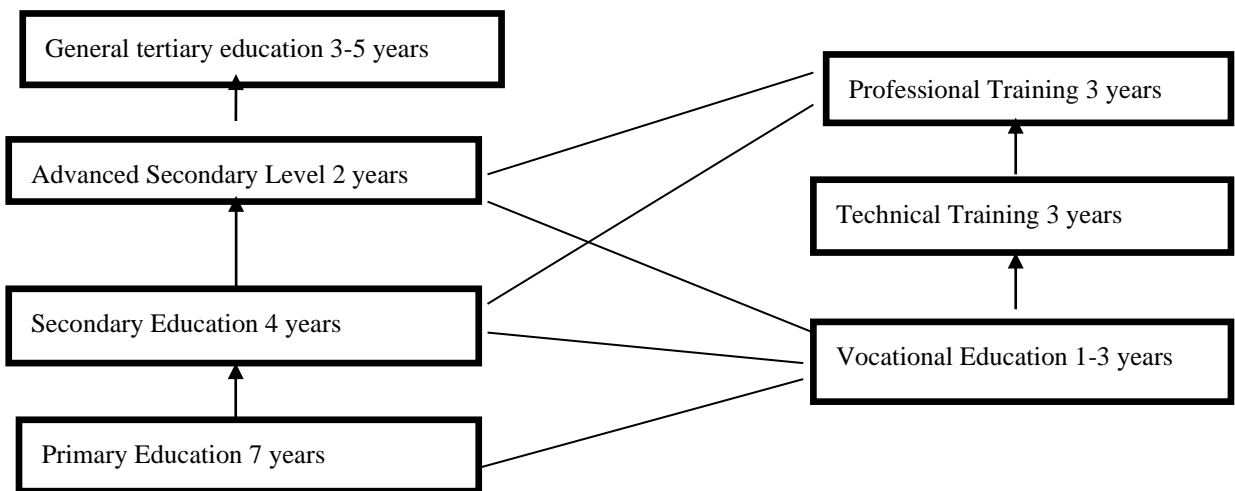 General tertiary education 3-5 years
Professional Training 3 years
Advanced Secondary Level 2 years
Technical Training 3 years
Secondary Education 4 years
Vocational Education 1-3 years
Primary Education 7 years